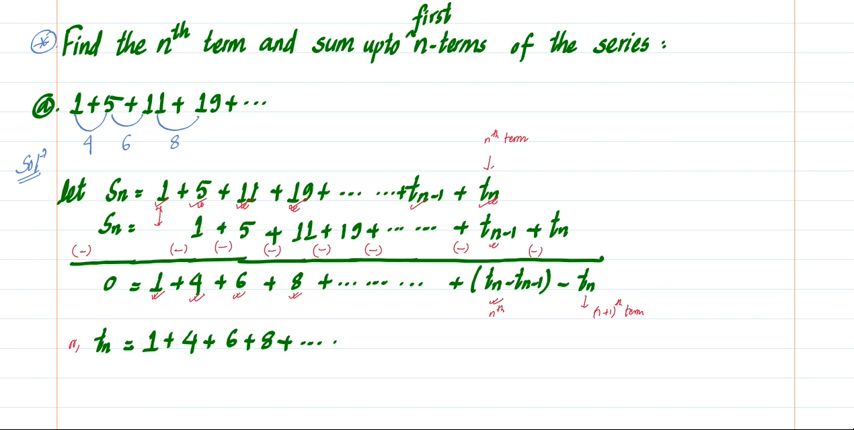 Find the nth term and sum upto first n-terms of the series :
@. 1+5+11+ 19+ ...
4 6 8
Solⁿ
nth term
let Sn = 1 + 5 + 11 + 19 + ... ... + tn-1 + tn
Sn = 1 + 5 + 11 + 19 + ... ... + tn-1 + tn
(-) (-) (-) (-) (-) (-) (-) (-)
0 = 1 + 4 + 6 + 8 + ... ... ... + (tn - tn-1) - tn
nth (n+1)th term
tn = 1 + 4 + 6 + 8 + ....